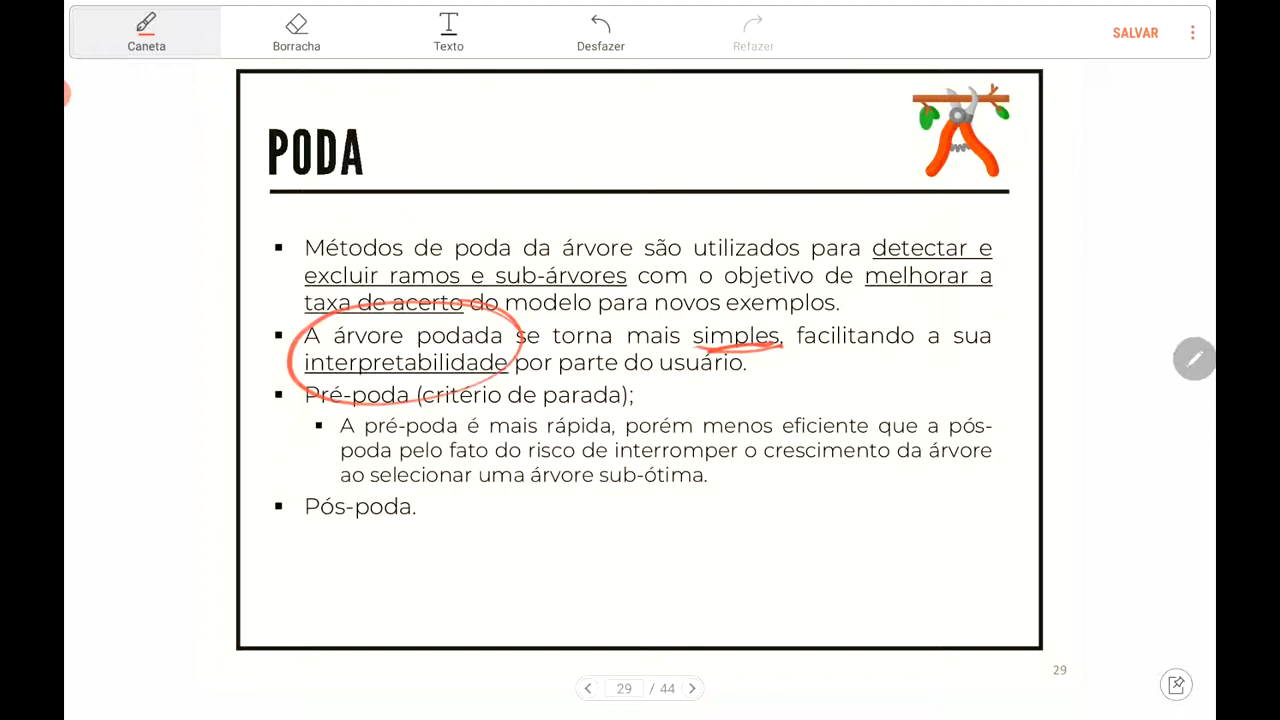 Caneta
Borracha
Texto
Desfazer
Refazer
SALVAR
PODA
▪ Métodos de poda da árvore são utilizados para detectar e
excluir ramos e sub-árvores com o objetivo de melhorar a
taxa de acerto do modelo para novos exemplos.
▪ A árvore podada se torna mais simples, facilitando a sua
interpretabilidade por parte do usuário.
▪ Pré-poda (critério de parada);
▪ A pré-poda é mais rápida, porém menos eficiente que a pós-
poda pelo fato do risco de interromper o crescimento da árvore
ao selecionar uma árvore sub-ótima.
▪ Pós-poda.
29
29 / 44